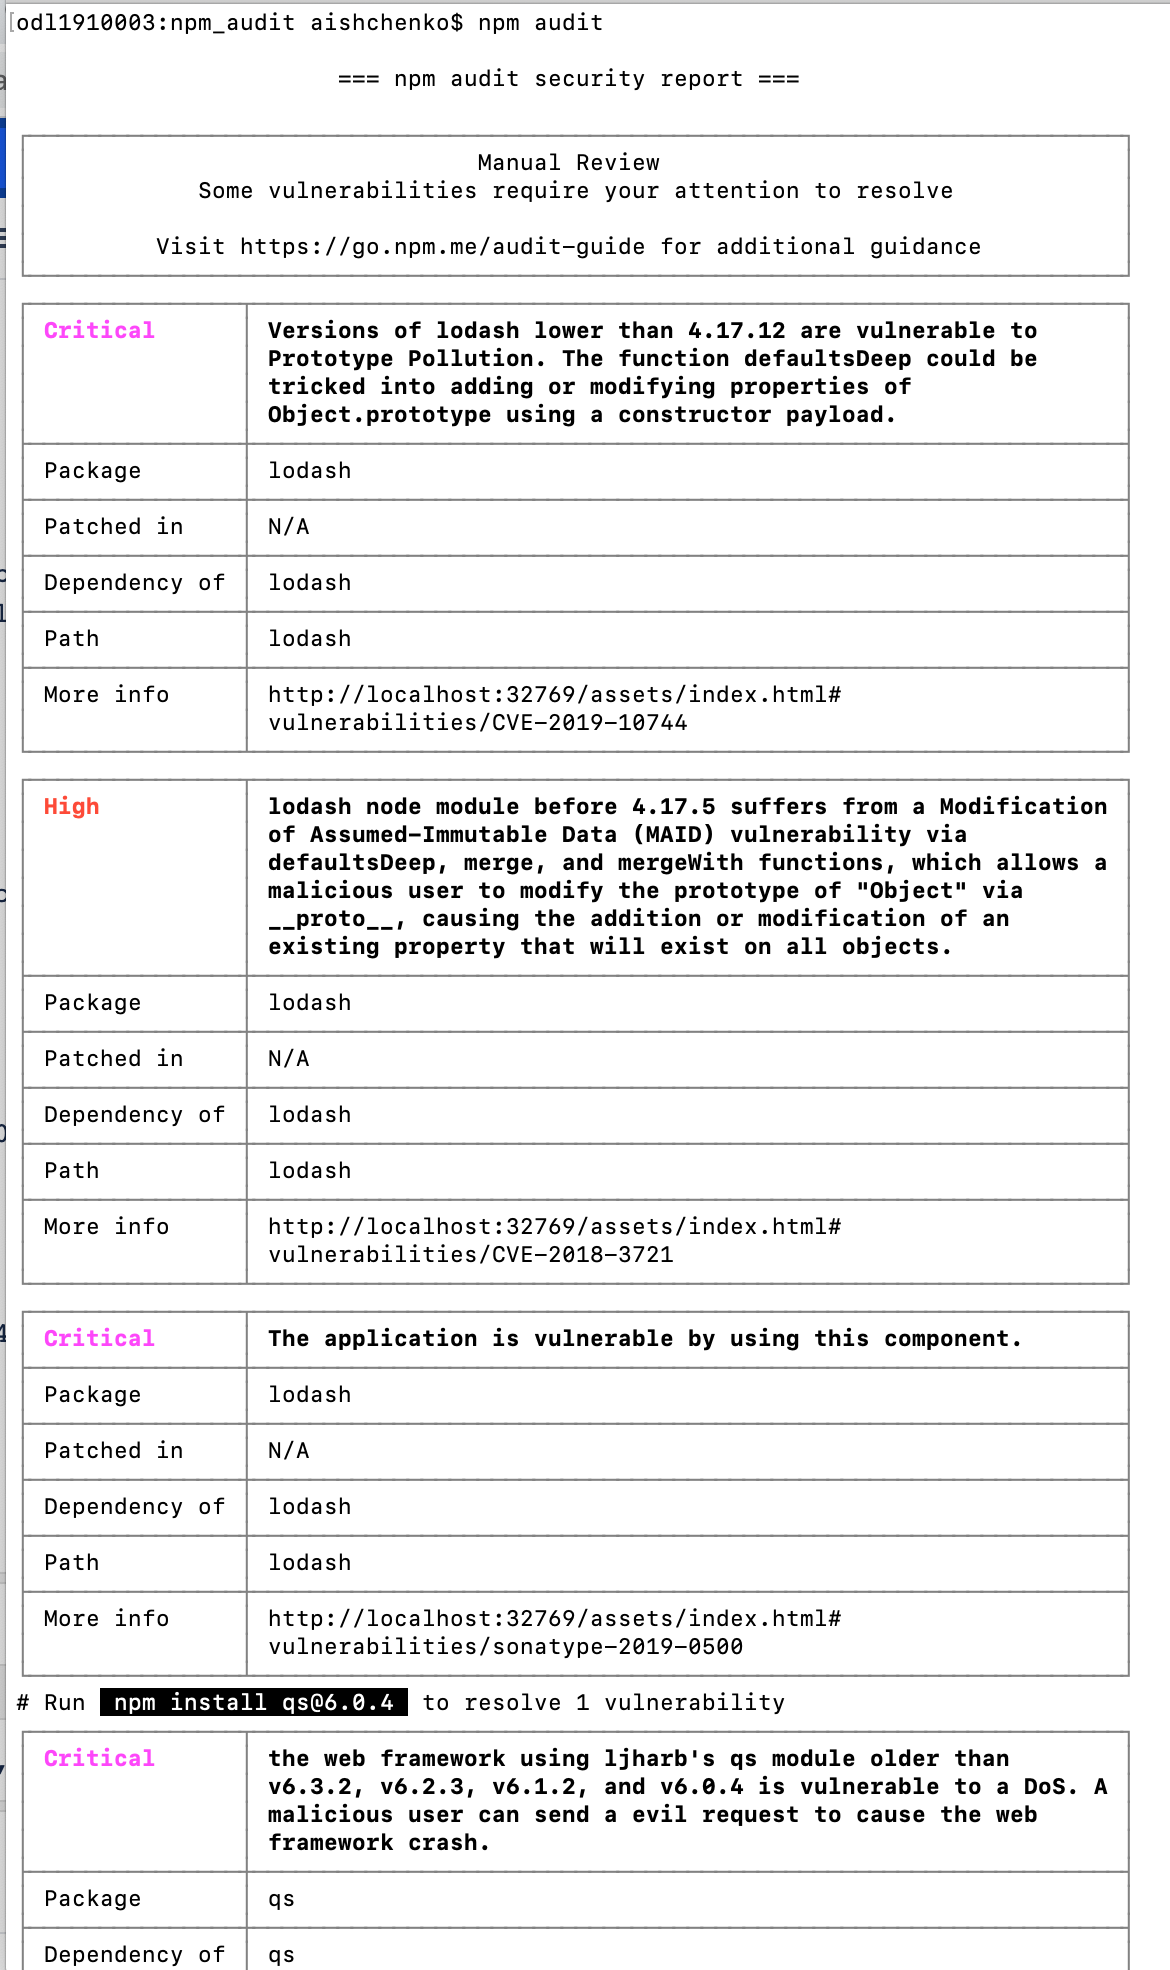 [odl1910003:npm_audit aishchenko$ npm audit
=== npm audit security report ===
Manual Review
Some vulnerabilities require your attention to resolve
Visit https://go.npm.me/audit-guide for additional guidance
Critical
Versions of lodash lower than 4.17.12 are vulnerable to
Prototype Pollution. The function defaultsDeep could be
tricked into adding or modifying properties of
Object.prototype using a constructor payload.
Package lodash
Patched in N/A
Dependency of lodash
Path lodash
More info http://localhost:32769/assets/index.html#
vulnerabilities/CVE-2019-10744
High
lodash node module before 4.17.5 suffers from a Modification
of Assumed-Immutable Data (MAID) vulnerability via
defaultsDeep, merge, and mergeWith functions, which allows a
malicious user to modify the prototype of "Object" via
__proto__, causing the addition or modification of an
existing property that will exist on all objects.
Package lodash
Patched in N/A
Dependency of lodash
Path lodash
More info http://localhost:32769/assets/index.html#
vulnerabilities/CVE-2018-3721
Critical The application is vulnerable by using this component.
Package lodash
Patched in N/A
Dependency of lodash
Path lodash
More info http://localhost:32769/assets/index.html#
vulnerabilities/sonatype-2019-0500
# Run npm install qs@6.0.4 to resolve 1 vulnerability
Critical
the web framework using ljharb's qs module older than
v6.3.2, v6.2.3, v6.1.2, and v6.0.4 is vulnerable to a DoS. A
malicious user can send a evil request to cause the web
framework crash.
Package qs
Dependency of qs